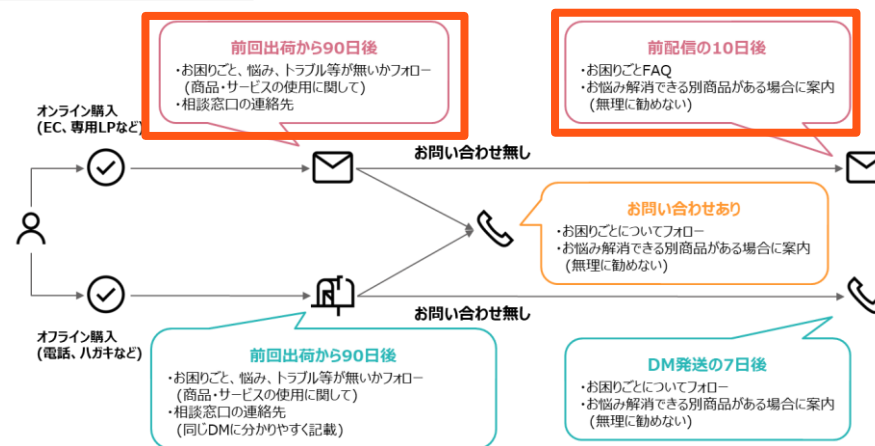 前回出荷から90日後
・お困りごと、悩み、トラブル等が無いかフォロー
(商品・サービスの使用に関して)
・相談窓口の連絡先
前配信の10日後
・お困りごとFAQ
・お悩み解消できる別商品がある場合に案内
(無理に勧めない)
オンライン購入
(EC、専用LPなど)
お問い合わせ無し
お問い合わせあり
・お困りごとについてフォロー
・お悩み解消できる別商品がある場合に案内
(無理に勧めない)
お問い合わせ無し
オフライン購入
(電話、ハガキなど)
前回出荷から90日後
・お困りごと、悩み、トラブル等が無いかフォロー
(商品・サービスの使用に関して)
・相談窓口の連絡先
(同じDMに分かりやすく記載)
DM発送の7日後
・お困りごとについてフォロー
・お悩み解消できる別商品がある場合に案内
(無理に勧めない)